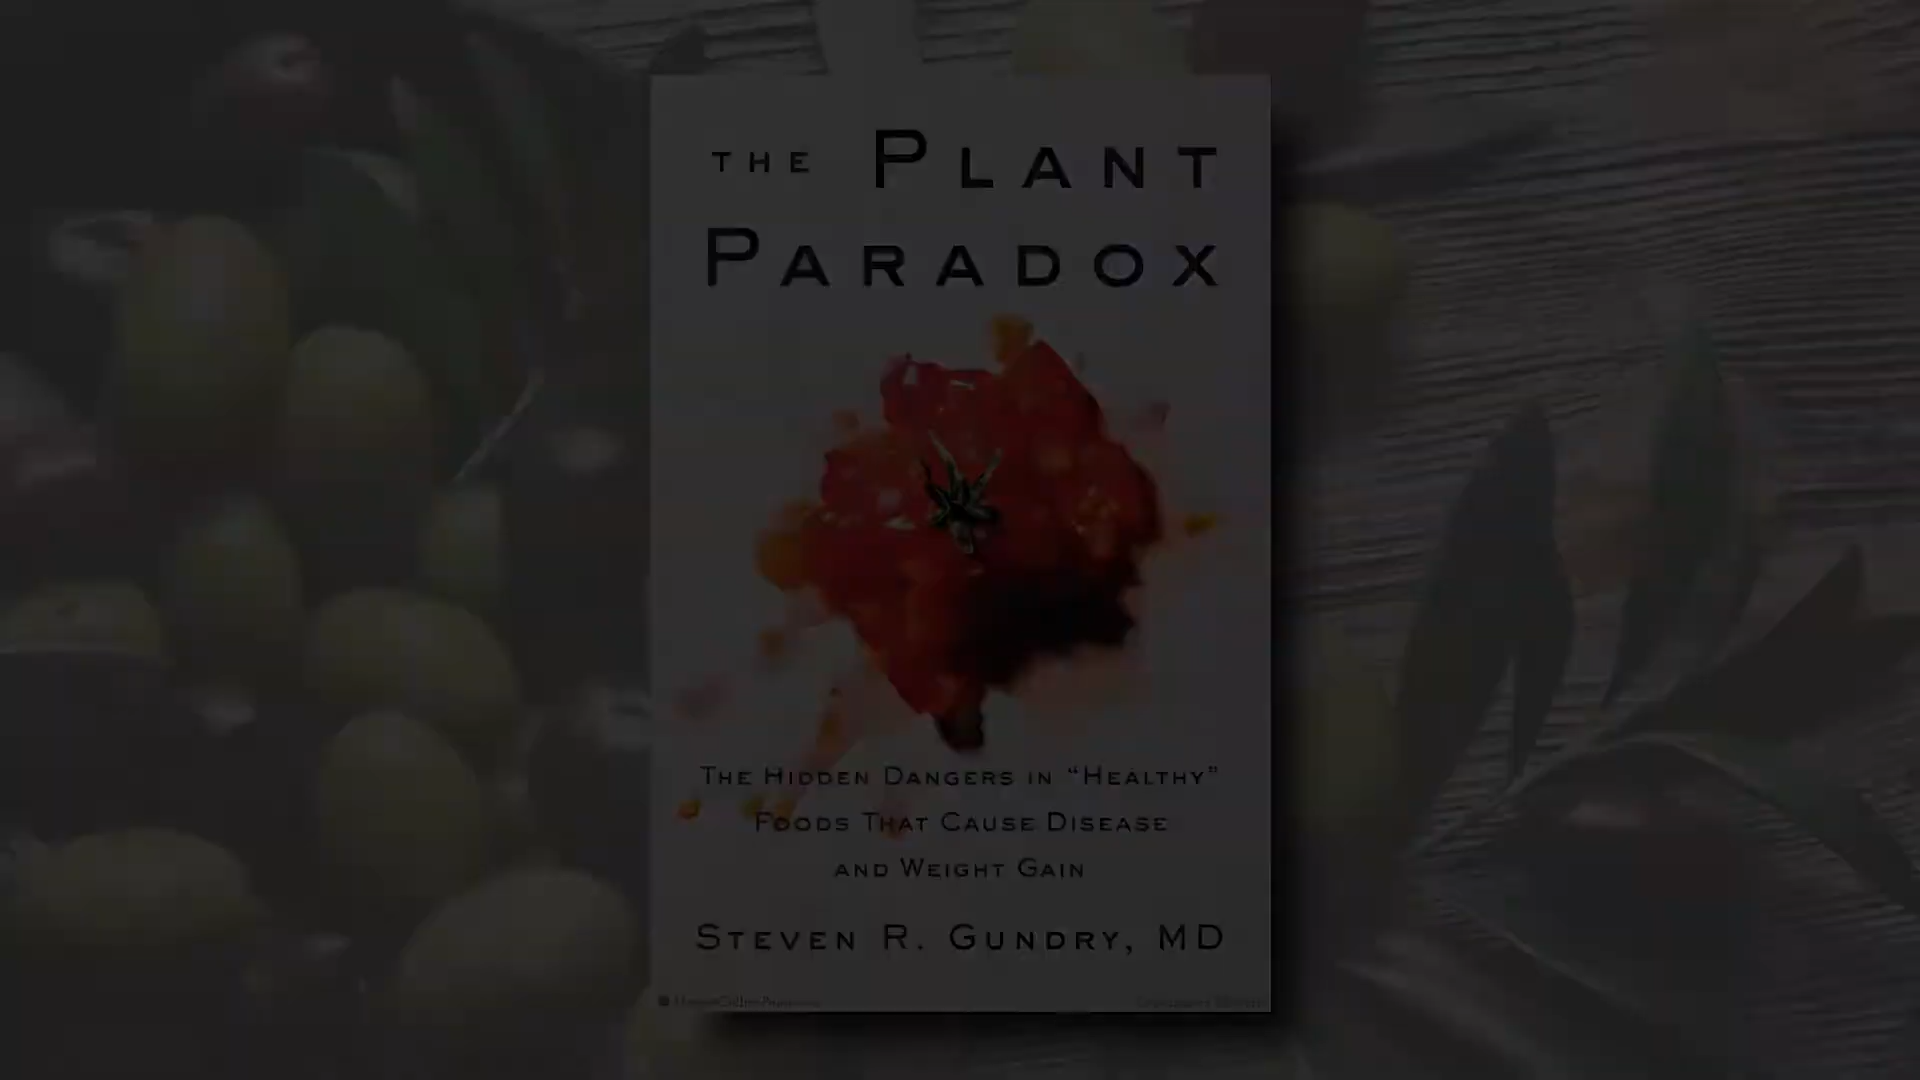 THE PLANT
PARADOX
THE HIDDEN DANGERS IN “HEALTHY”
FOODS THAT CAUSE DISEASE
AND WEIGHT GAIN
STEVEN R. GUNDRY, MD